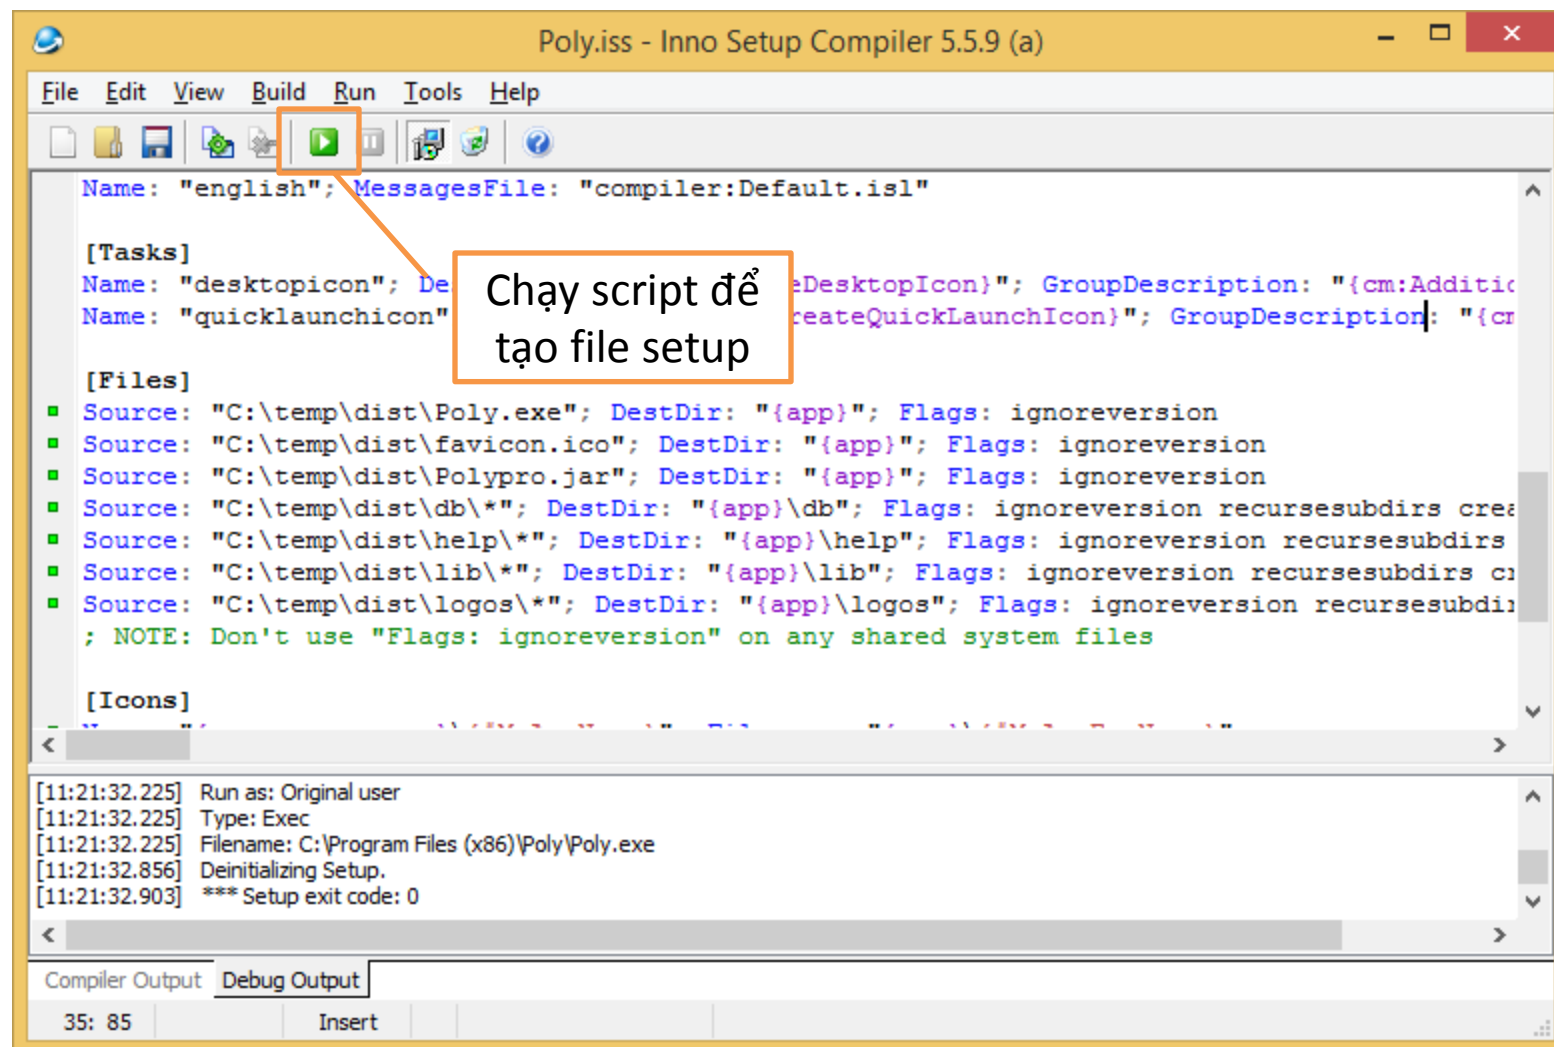 Poly.iss - Inno Setup Compiler 5.5.9 (a)
File Edit View Build Run Tools Help
Name: "english"; MessagesFile: "compiler:Default.isl"
[Tasks]
Name: "desktopicon"; De eDesktopIcon}"; GroupDescription: "{cm:Additic
Name: "quicklaunchicon" reateQuickLaunchIcon}"; GroupDescription: "{cm
Chạy script để
tạo file setup
[Files]
Source: "C:\temp\dist\Poly.exe"; DestDir: "{app}"; Flags: ignoreversion
Source: "C:\temp\dist\favicon.ico"; DestDir: "{app}"; Flags: ignoreversion
Source: "C:\temp\dist\Polypro.jar"; DestDir: "{app}"; Flags: ignoreversion
Source: "C:\temp\dist\db\*"; DestDir: "{app}\db"; Flags: ignoreversion recursesubdirs crea
Source: "C:\temp\dist\help\*"; DestDir: "{app}\help"; Flags: ignoreversion recursesubdirs
Source: "C:\temp\dist\lib\*"; DestDir: "{app}\lib"; Flags: ignoreversion recursesubdirs cr
Source: "C:\temp\dist\logos\*"; DestDir: "{app}\logos"; Flags: ignoreversion recursesubdir
; NOTE: Don't use "Flags: ignoreversion" on any shared system files
[Icons]
[11:21:32.225] Run as: Original user
[11:21:32.225] Type: Exec
[11:21:32.225] Filename: C:\Program Files (x86)\Poly\Poly.exe
[11:21:32.856] Deinitializing Setup.
[11:21:32.903] *** Setup exit code: 0
Compiler Output Debug Output
35: 85 Insert